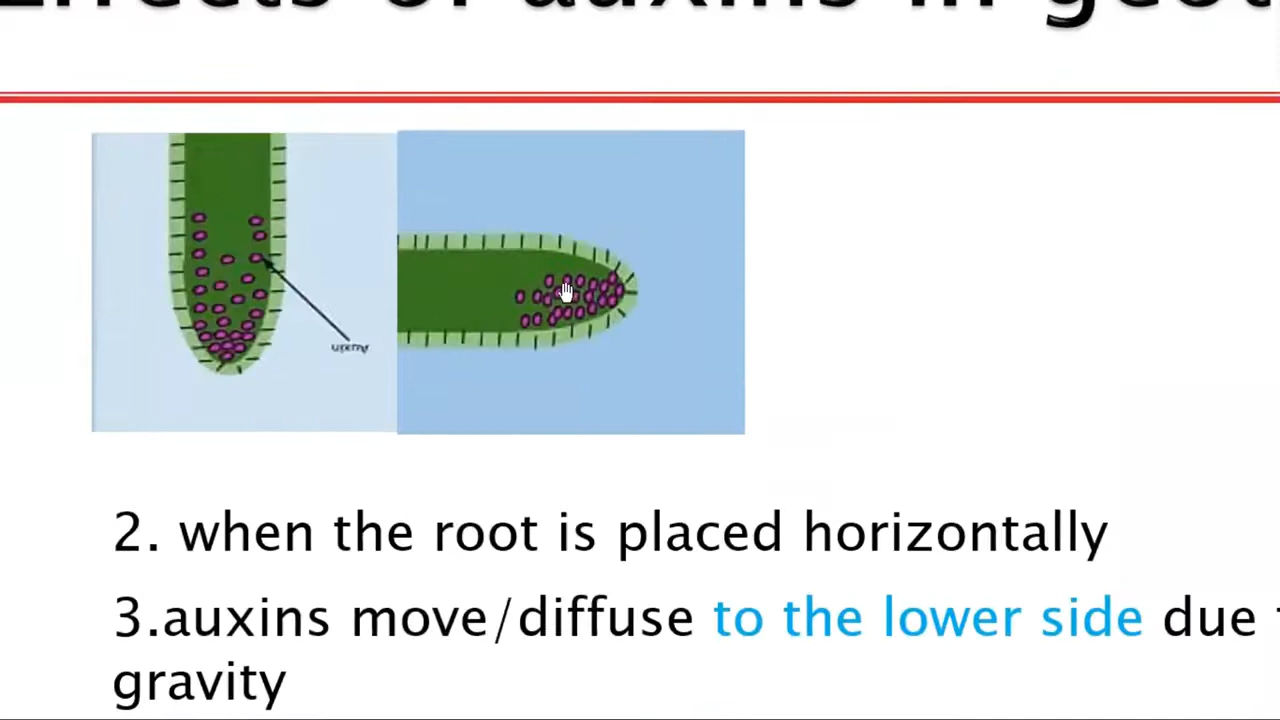 Effects of auxins in geot
Auxin
2. when the root is placed horizontally
3.auxins move/diffuse to the lower side due
gravity